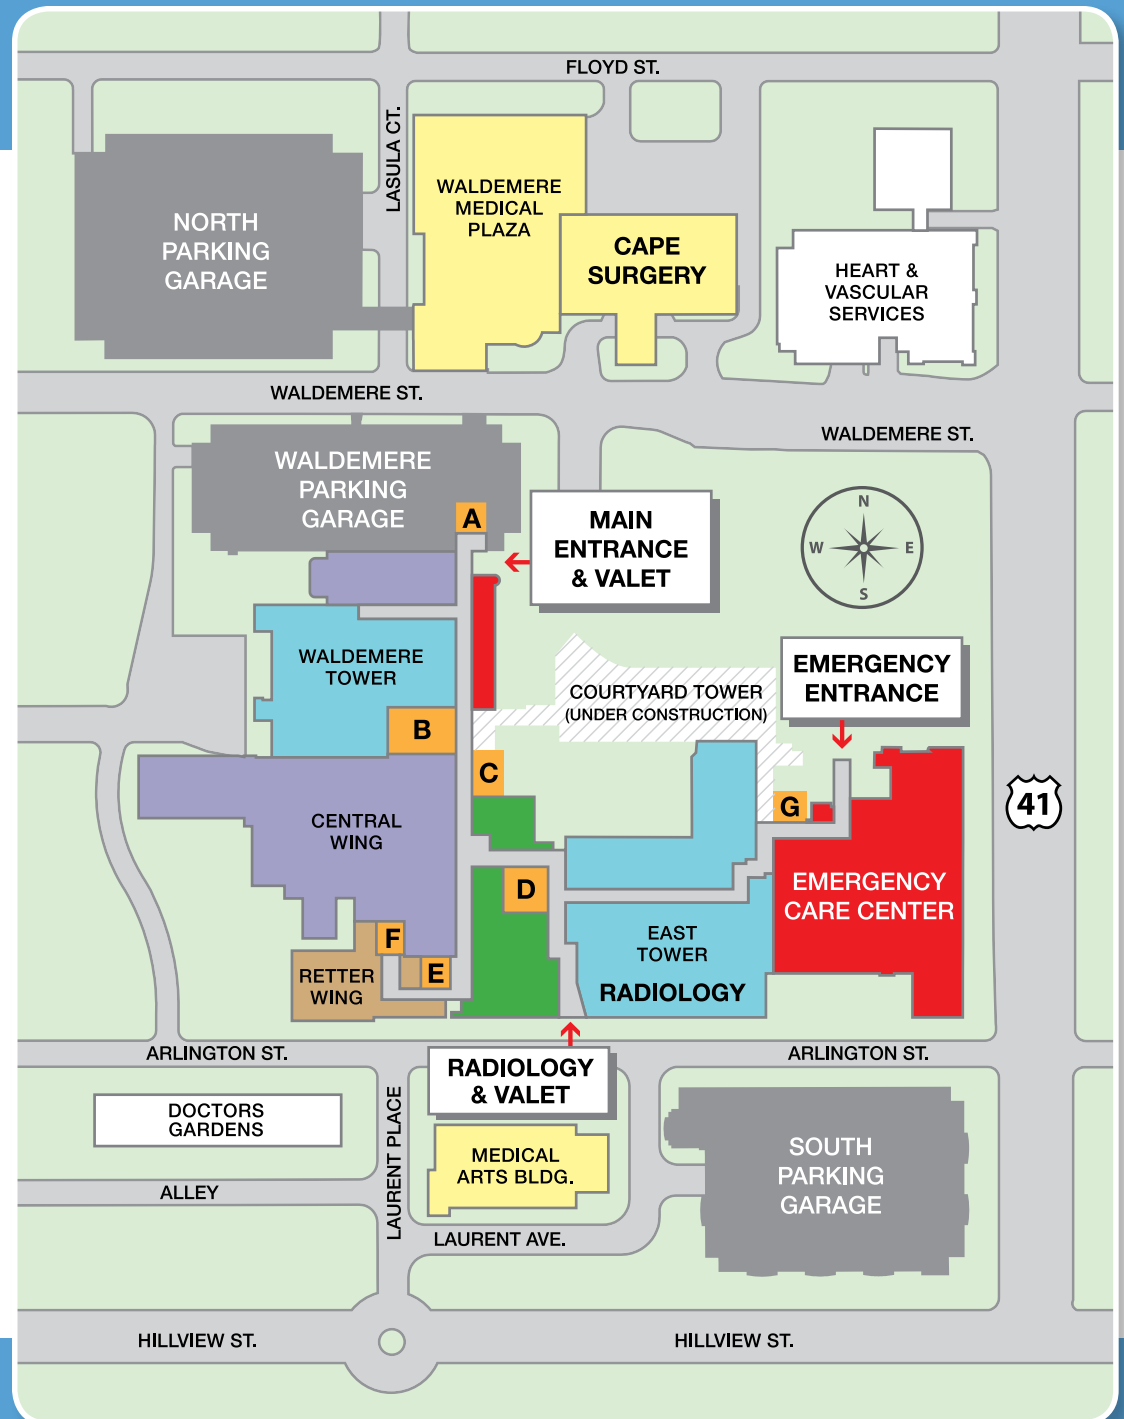 FLOYD ST.
LASULA CT.
WALDEMERE
MEDICAL
PLAZA
NORTH
PARKING
GARAGE
CAPE
SURGERY
HEART &
VASCULAR
SERVICES
WALDEMERE ST.
WALDEMERE ST.
WALDEMERE
PARKING
GARAGE
A
MAIN
ENTRANCE
& VALET
N
W
E
S
WALDEMERE
TOWER
EMERGENCY
ENTRANCE
COURTYARD TOWER
(UNDER CONSTRUCTION)
B
C
G
41
CENTRAL
WING
D
EMERGENCY
CARE CENTER
F
E
EAST
TOWER
RADIOLOGY
RETTER
WING
ARLINGTON ST.
ARLINGTON ST.
RADIOLOGY
& VALET
DOCTORS
GARDENS
LAURENT PLACE
MEDICAL
ARTS BLDG.
SOUTH
PARKING
GARAGE
ALLEY
LAURENT AVE.
HILLVIEW ST.
HILLVIEW ST.